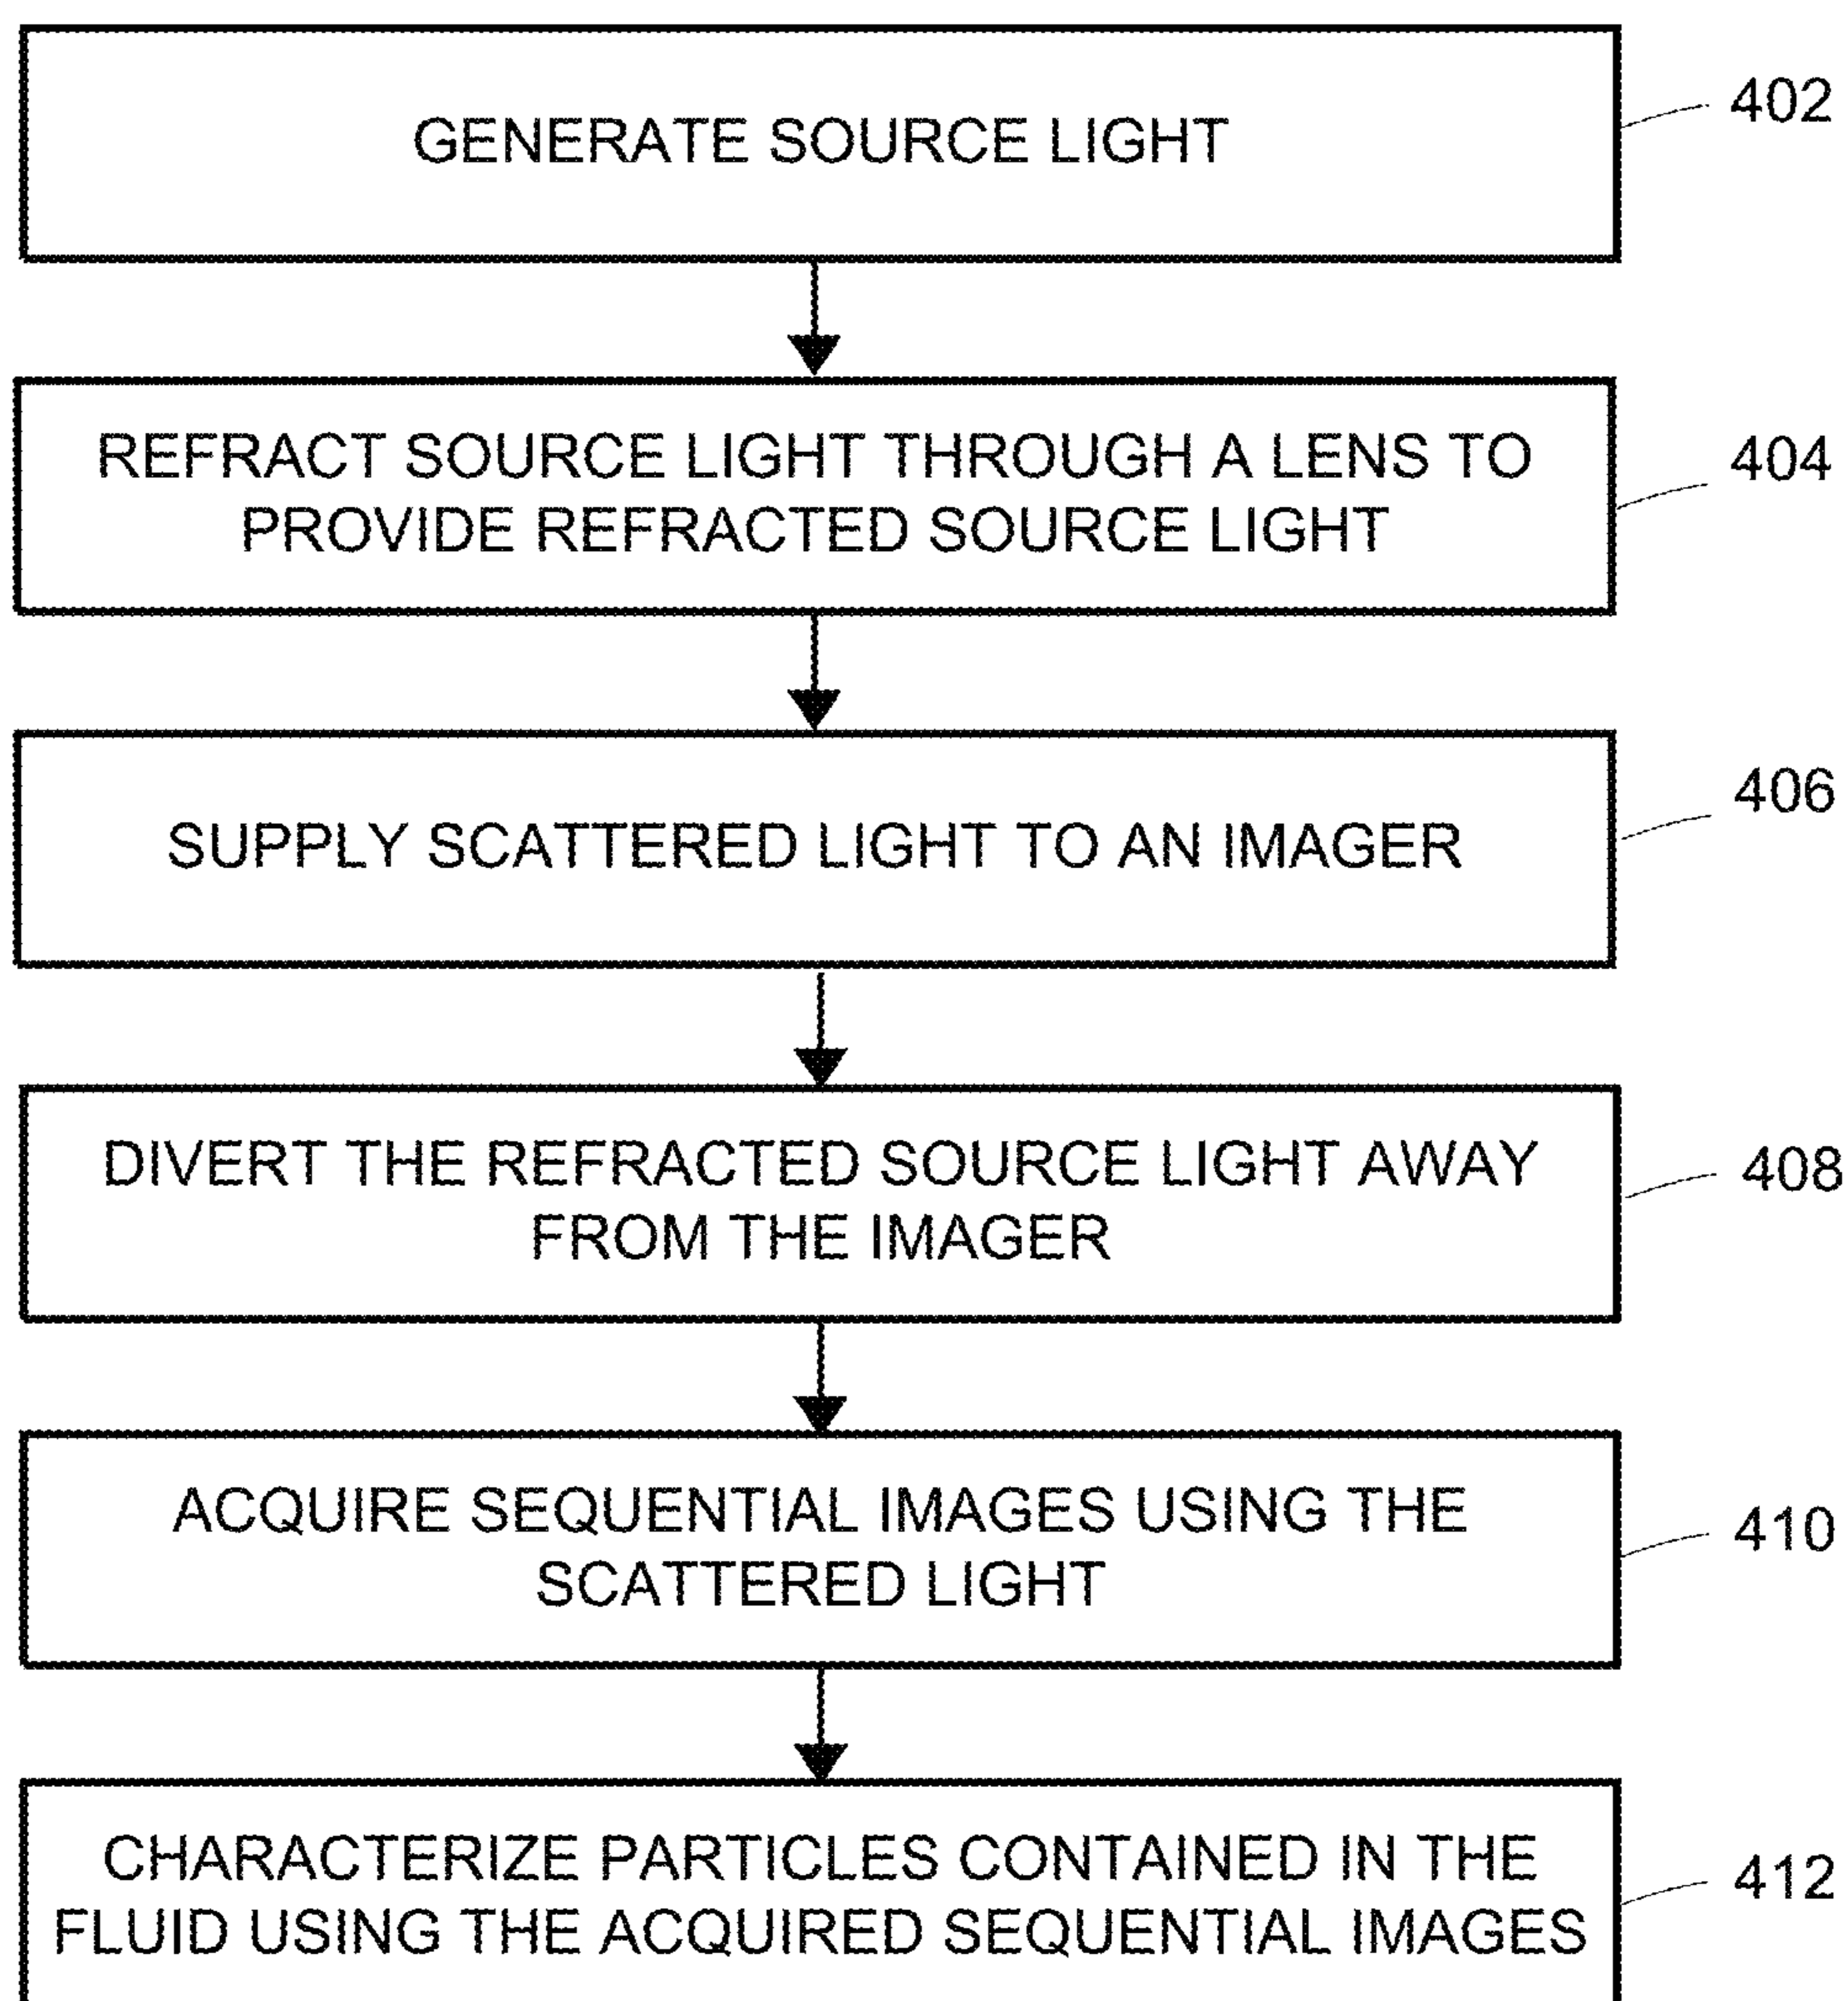 GENERATE SOURCE LIGHT
402
REFRACT SOURCE LIGHT THROUGH A LENS TO
PROVIDE REFRACTED SOURCE LIGHT
404
SUPPLY SCATTERED LIGHT TO AN IMAGER
406
DIVERT THE REFRACTED SOURCE LIGHT AWAY
FROM THE IMAGER
408
ACQUIRE SEQUENTIAL IMAGES USING THE
SCATTERED LIGHT
410
CHARACTERIZE PARTICLES CONTAINED IN THE
FLUID USING THE ACQUIRED SEQUENTIAL IMAGES
412